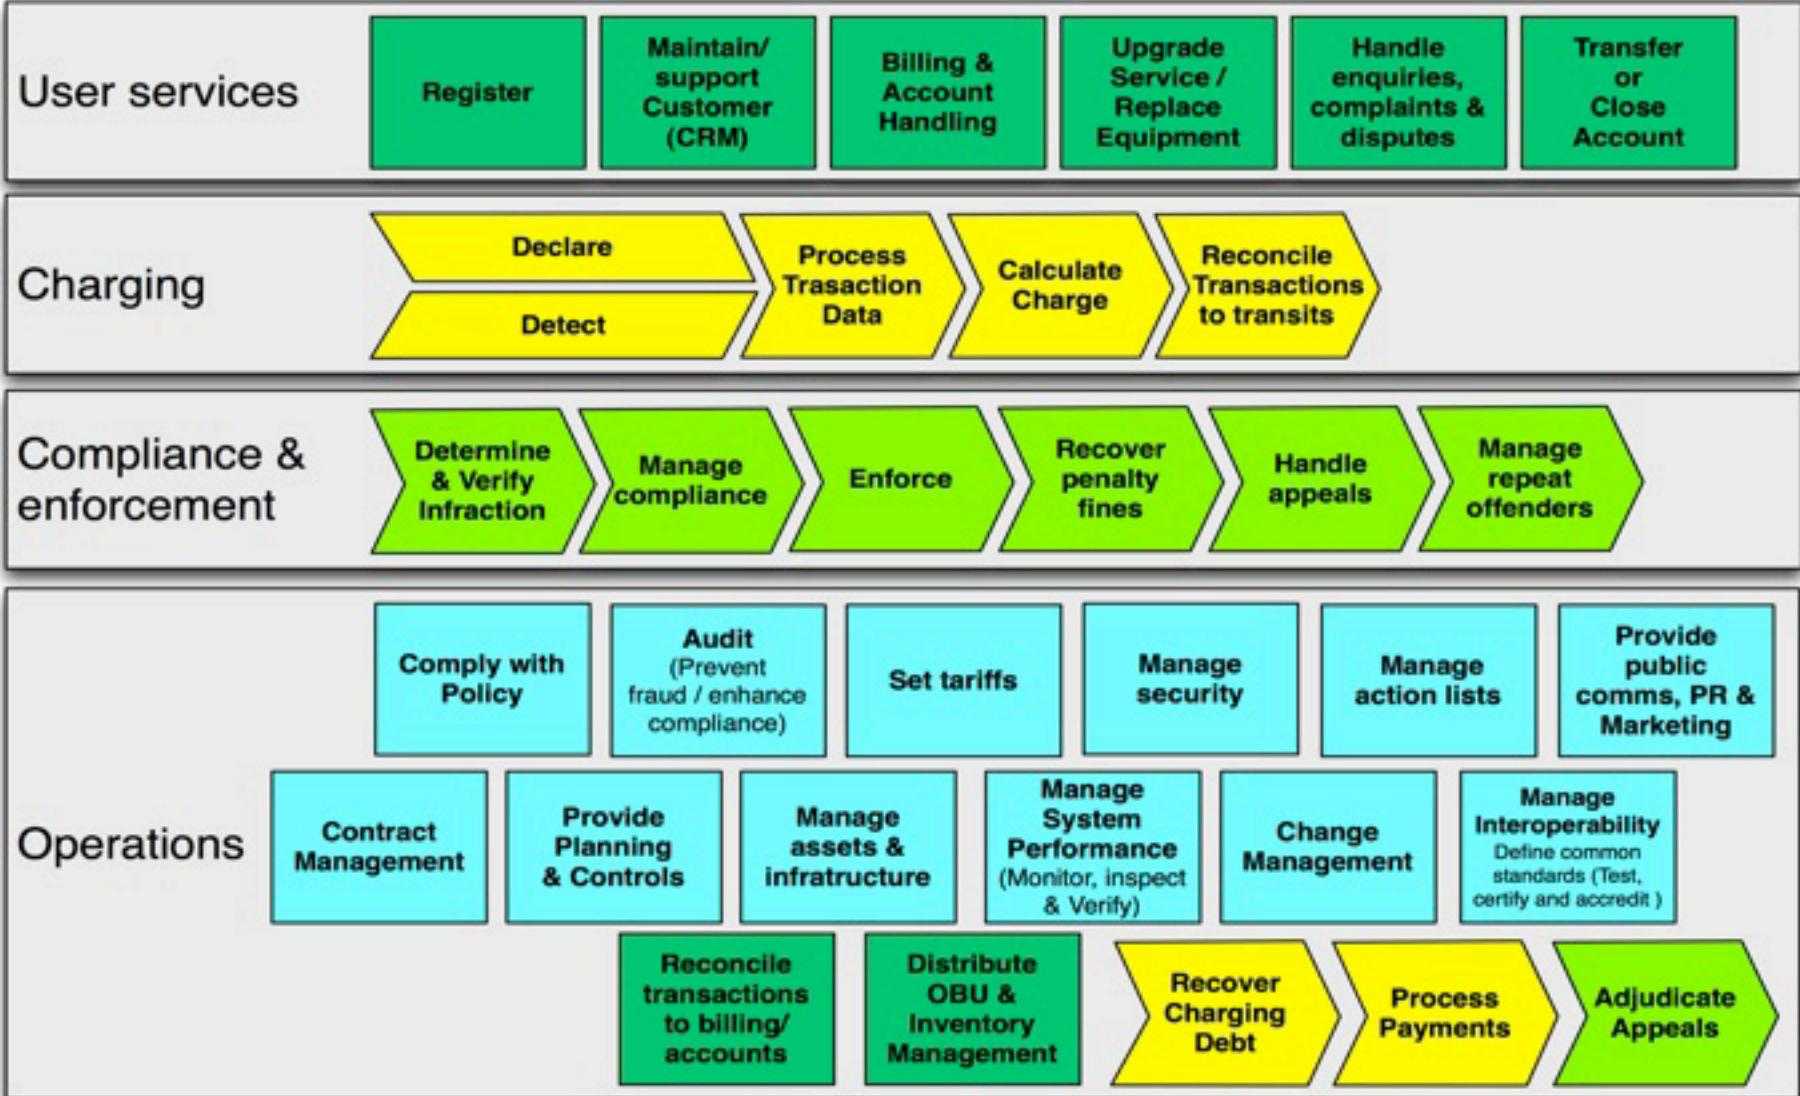 User services
Register
Maintain/
support
Customer
(CRM)
Billing &
Account
Handling
Upgrade
Service /
Replace
Equipment
Handle
enquiries,
complaints &
disputes
Transfer
or
Close
Account
Charging
Declare
Detect
Process
Trasaction
Data
Calculate
Charge
Reconcile
Transactions
to transits
Compliance &
enforcement
Determine
& Verify
Infraction
Manage
compliance
Enforce
Recover
penalty
fines
Handle
appeals
Manage
repeat
offenders
Operations
Comply with
Policy
Audit
(Prevent
fraud / enhance
compliance)
Set tariffs
Manage
security
Manage
action lists
Provide
public
comms, PR &
Marketing
Contract
Management
Provide
Planning
& Controls
Manage
assets &
infratructure
Manage
System
Performance
(Monitor, inspect
& Verify)
Change
Management
Manage
Interoperability
Define common
standards (Test,
certify and accredit )
Reconcile
transactions
to billing/
accounts
Distribute
OBU &
Inventory
Management
Recover
Charging
Debt
Process
Payments
Adjudicate
Appeals